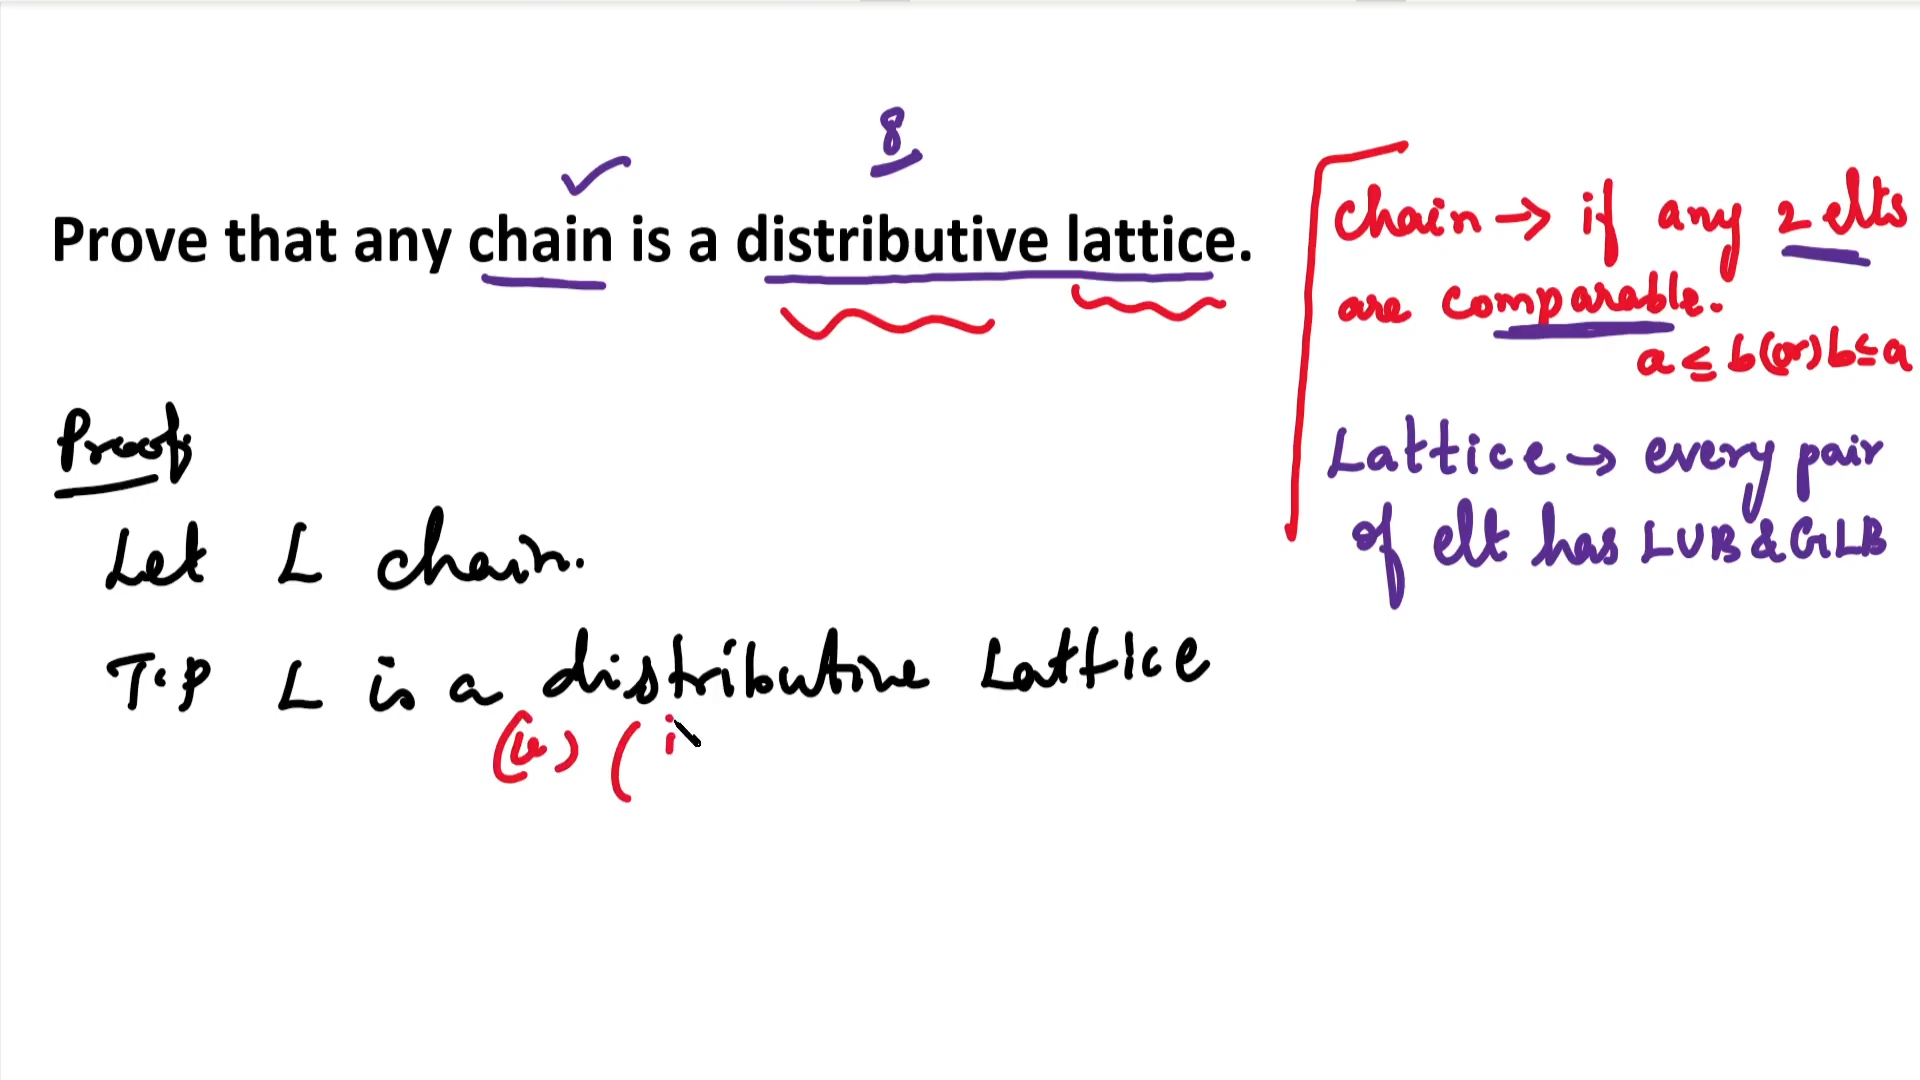 8
Prove that any chain is a distributive lattice.
Chain → if any 2 elts
are comparable.
a ≤ b (or) b ≤ a
Lattice → every pair
of elt has LUB & GLB
Proof
Let L chain.
T.P L is a distributive Lattice
(ie) (i